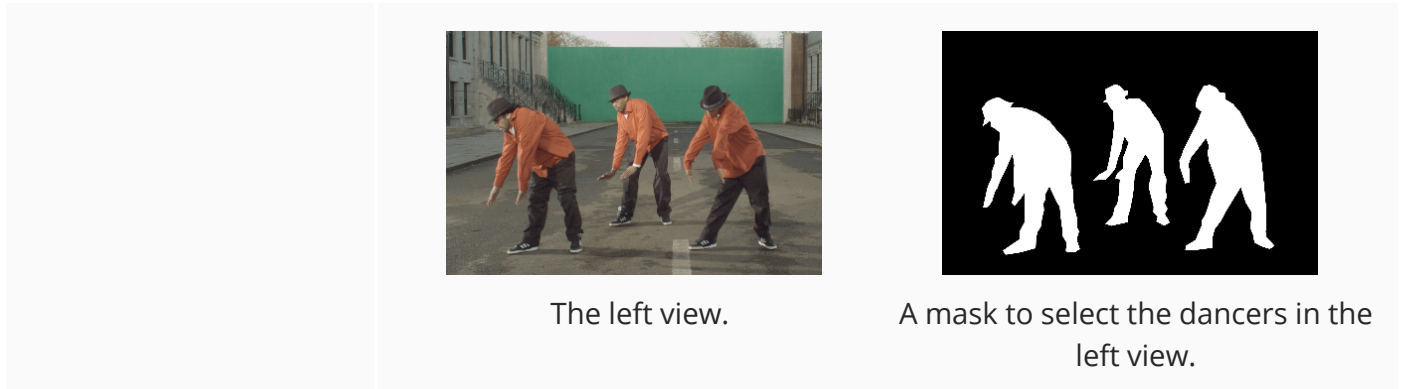 The left view.
A mask to select the dancers in the
left view.